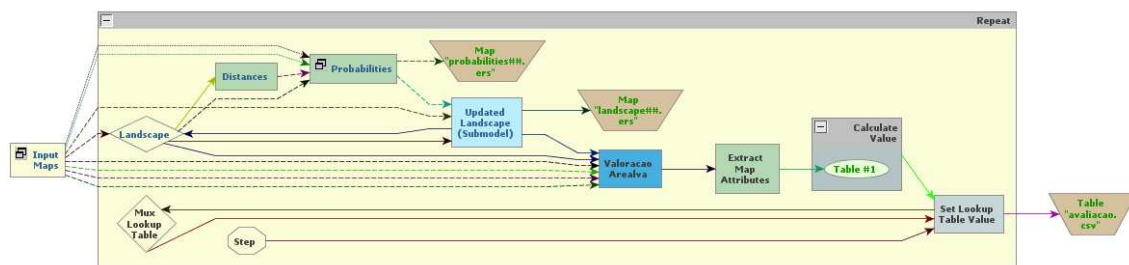 Repeat
Map
"probabilities##.
ers"
Probabilities
Distances
Map
"landscape##.
ers"
Updated
Landscape
(Submodel)
Landscape
Calculate
Value
Input
Maps
Valoracao
Arealva
Extract
Map
Attributes
Table #1
Mux
Lookup
Table
Step
Set Lookup
Table Value
Table
"avaliacao.
csv"